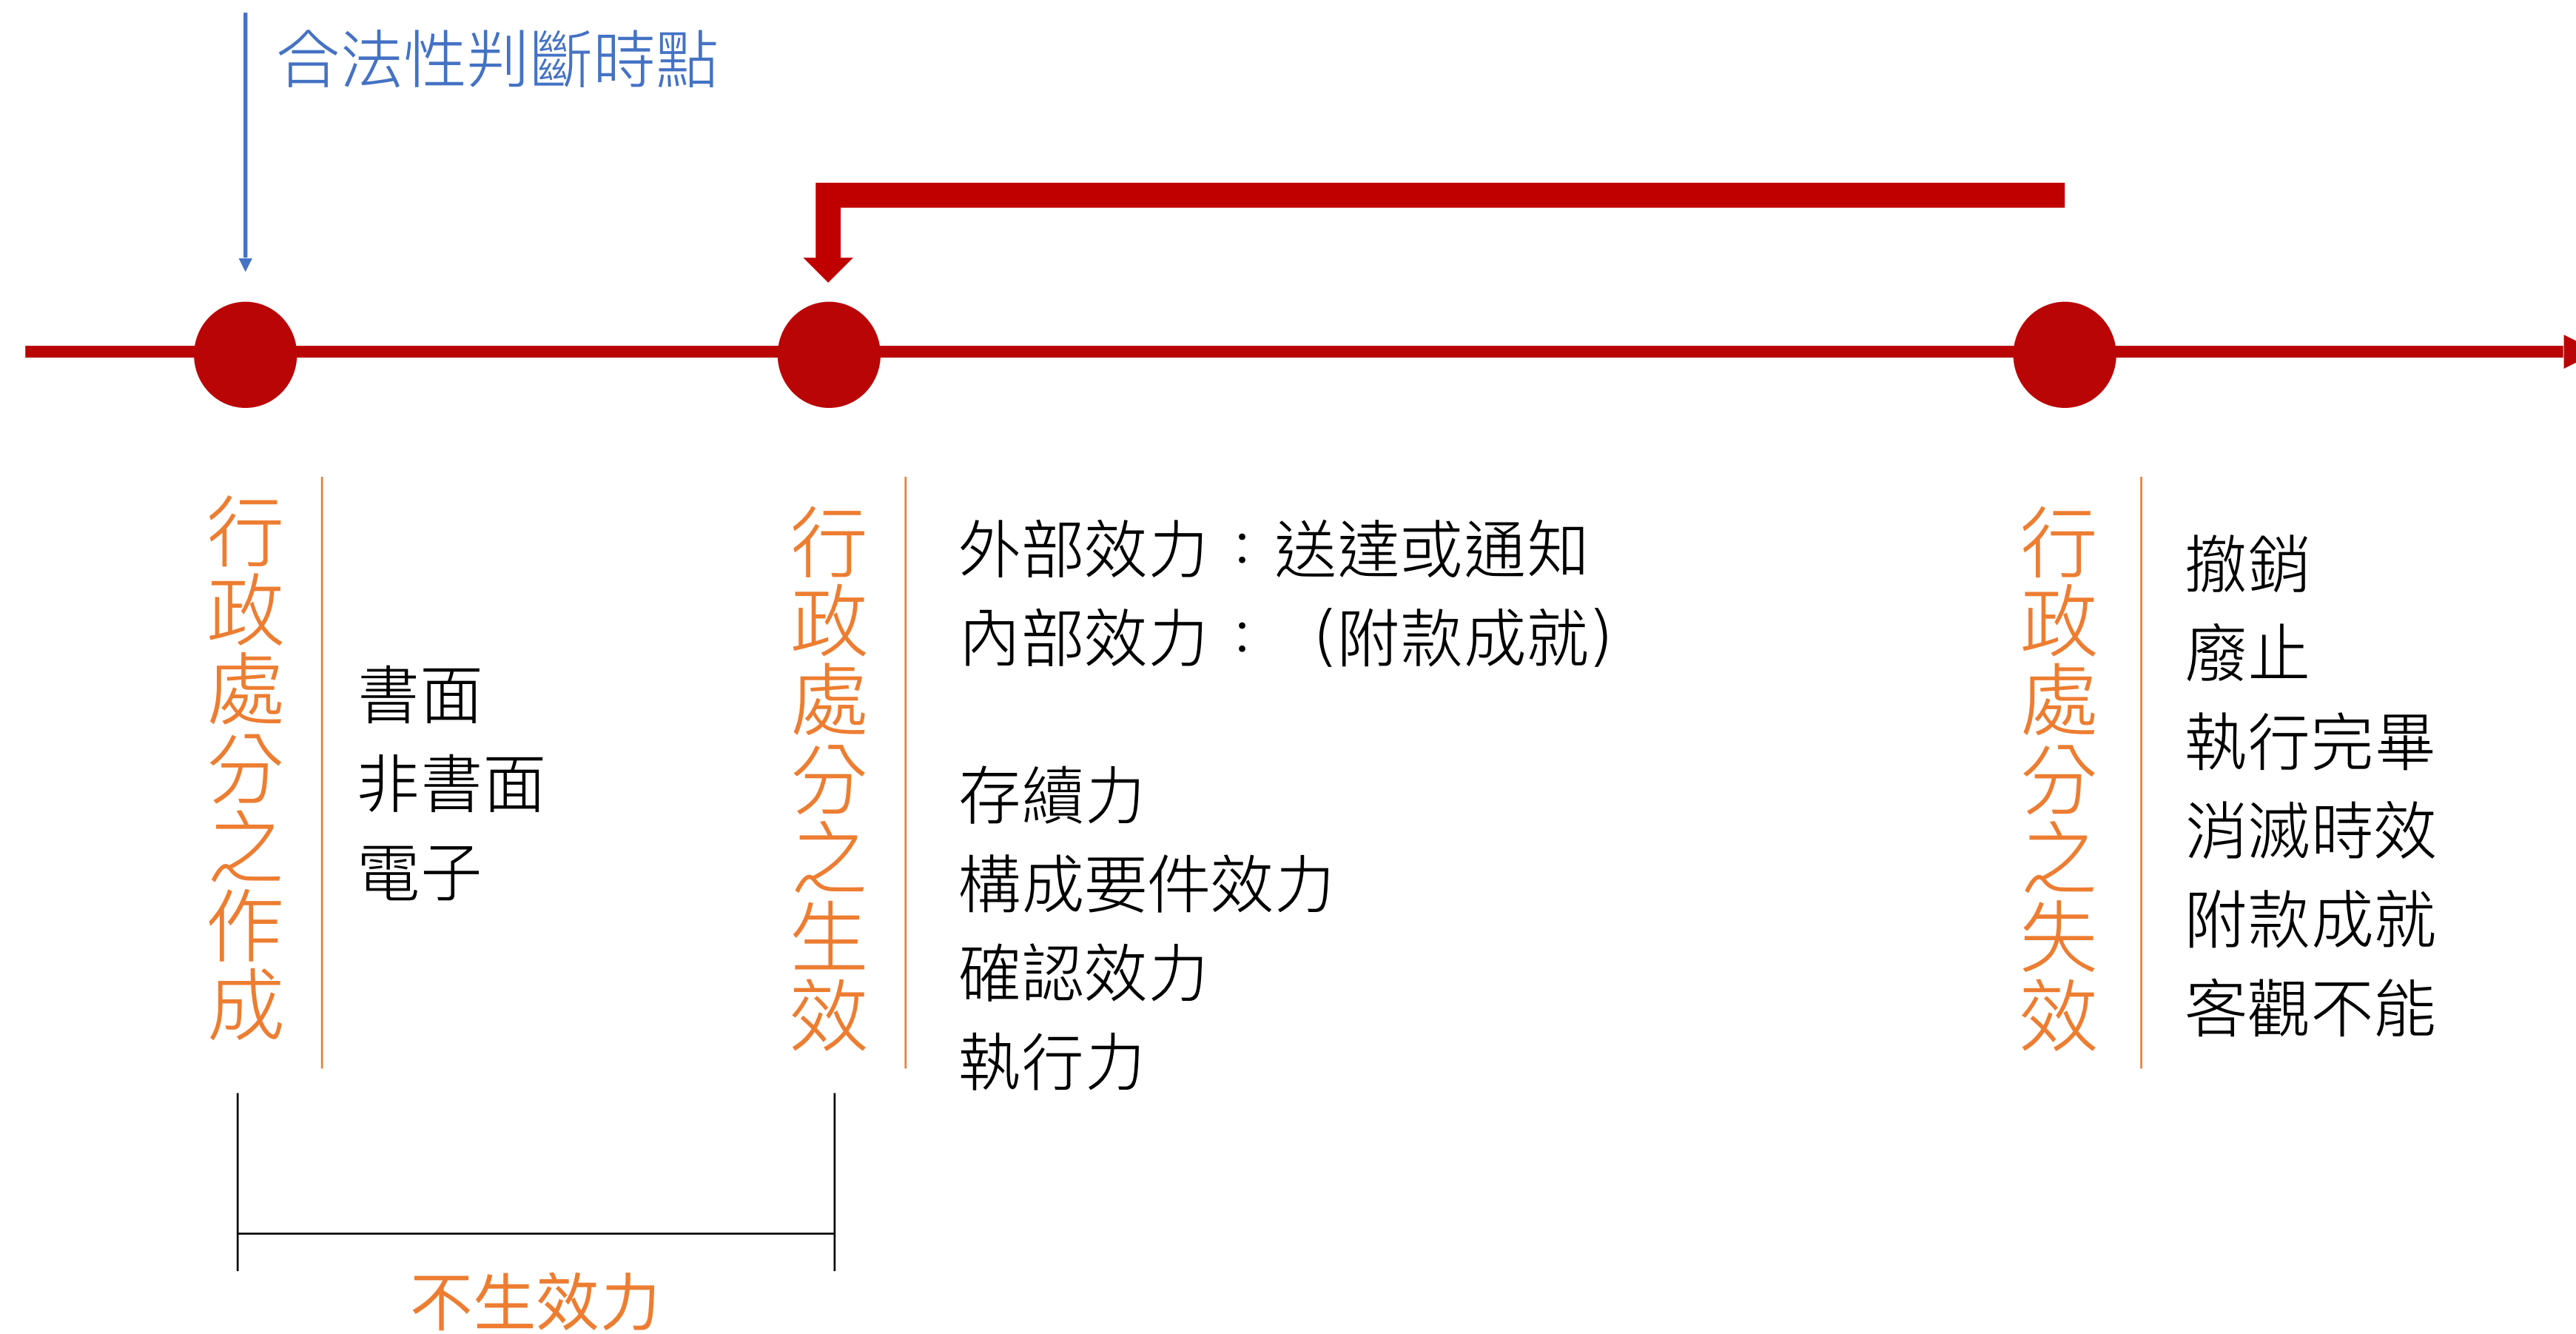 合法性判斷時點
行政處分之作成
書面
非書面
電子
行政處分之生效
外部效力：送達或通知
內部效力：（附款成就）
存續力
構成要件效力
確認效力
執行力
行政處分之失效
撤銷
廢止
執行完畢
消滅時效
附款成就
客觀不能
不生效力